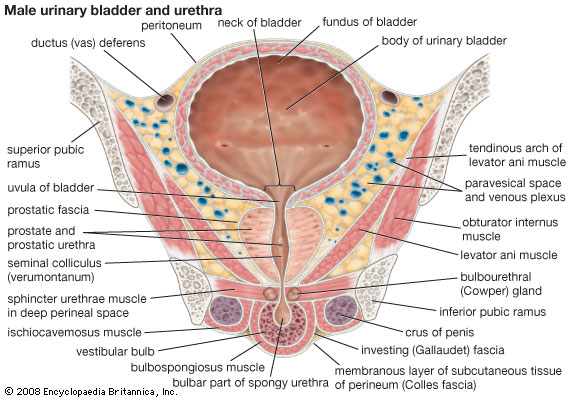 Male urinary bladder and urethra
peritoneum
neck of bladder
fundus of bladder
ductus (vas) deferens
body of urinary bladder
superior pubic
ramus
tendinous arch of
levator ani muscle
uvula of bladder
paravesical space
and venous plexus
prostatic fascia
prostate and
prostatic urethra
obturator internus
muscle
seminal colliculus
(verumontanum)
levator ani muscle
bulbourethral
(Cowper) gland
sphincter urethrae muscle
in deep perineal space
inferior pubic ramus
ischiocavernosus muscle
crus of penis
vestibular bulb
investing (Gallaudet) fascia
bulbospongiosus muscle
membranous layer of subcutaneous tissue
of perineum (Colles fascia)
bulbar part of spongy urethra
© 2008 Encyclopaedia Britannica, Inc.